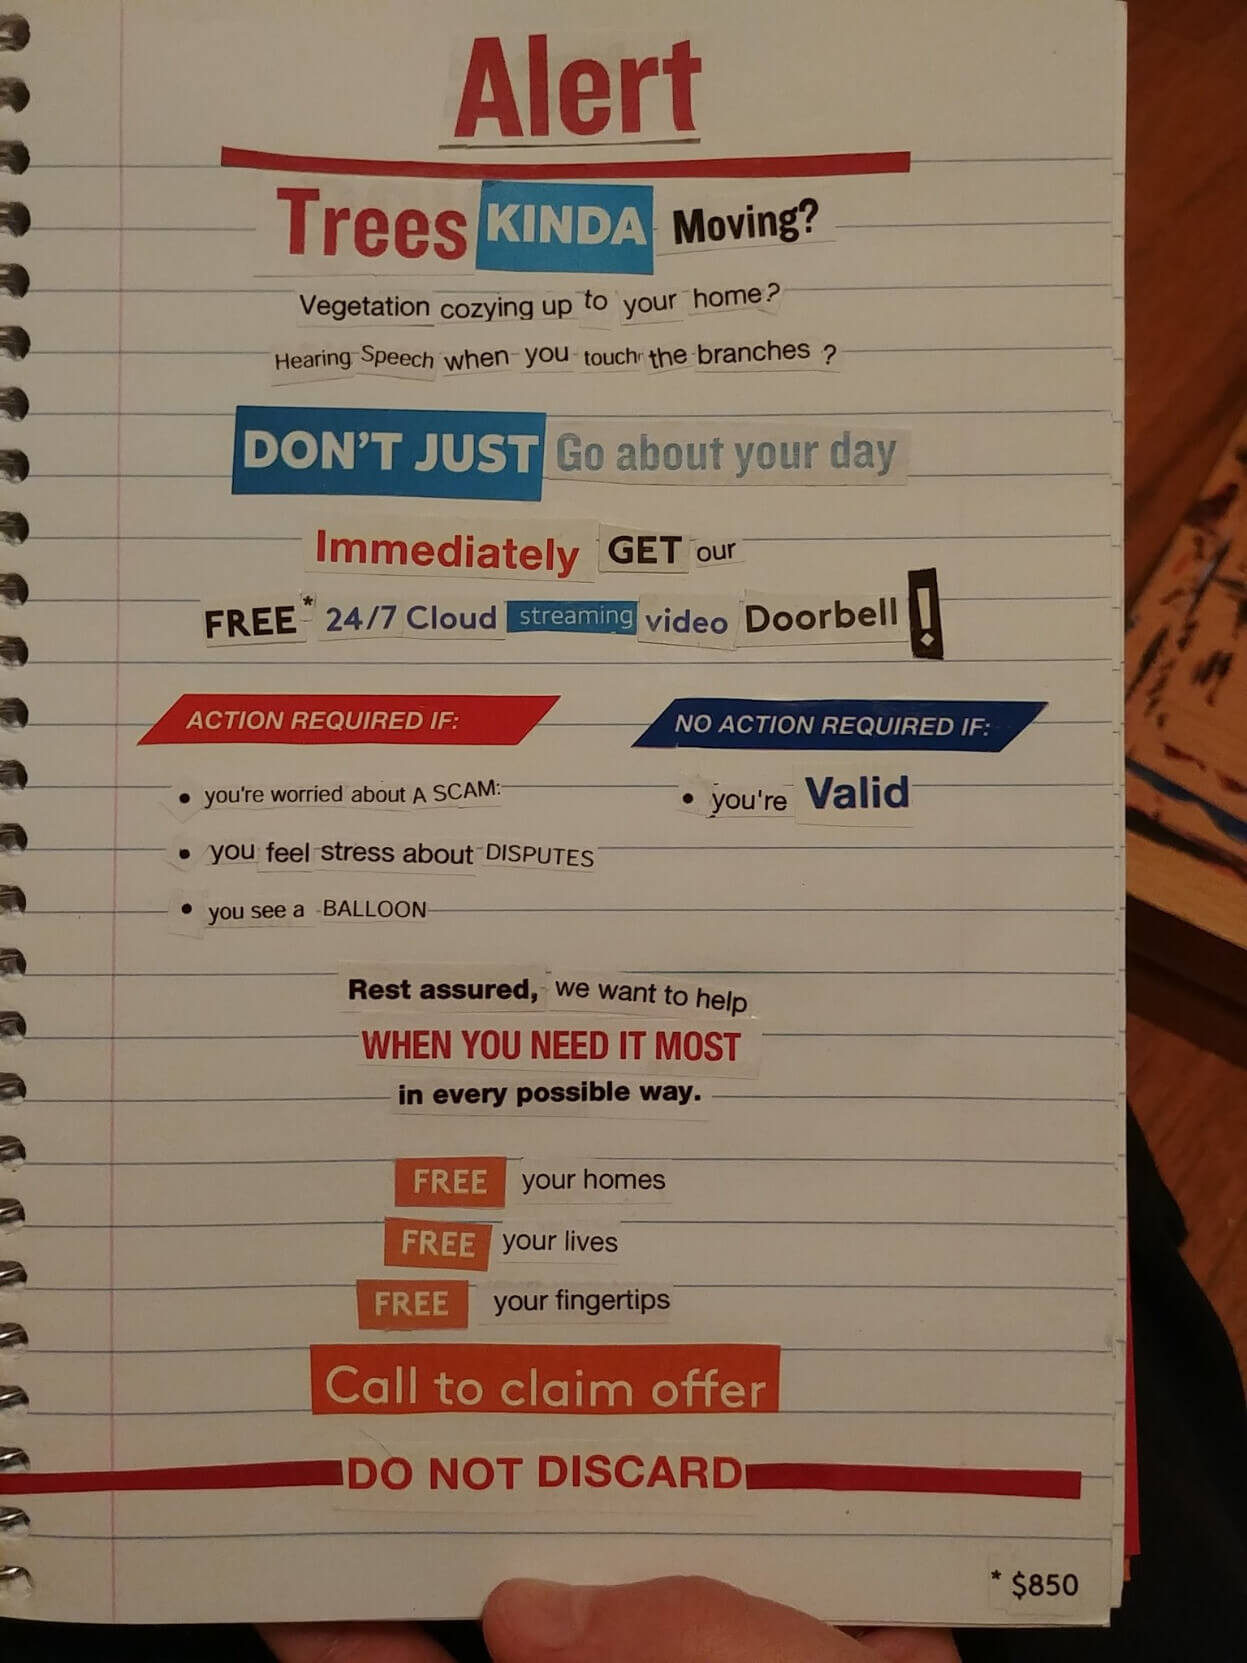 Alert
Trees KINDA Moving?
Vegetation cozying up to your home?
Hearing Speech when you touch the branches ?
DON'T JUST Go about your day
Immediately GET our
FREE* 24/7 Cloud streaming video Doorbell!
ACTION REQUIRED IF:
• you're worried about A SCAM:
• you feel stress about DISPUTES
• you see a BALLOON
NO ACTION REQUIRED IF:
• you're Valid
Rest assured, we want to help
WHEN YOU NEED IT MOST
in every possible way.
FREE your homes
FREE your lives
FREE your fingertips
Call to claim offer
DO NOT DISCARD
* $850